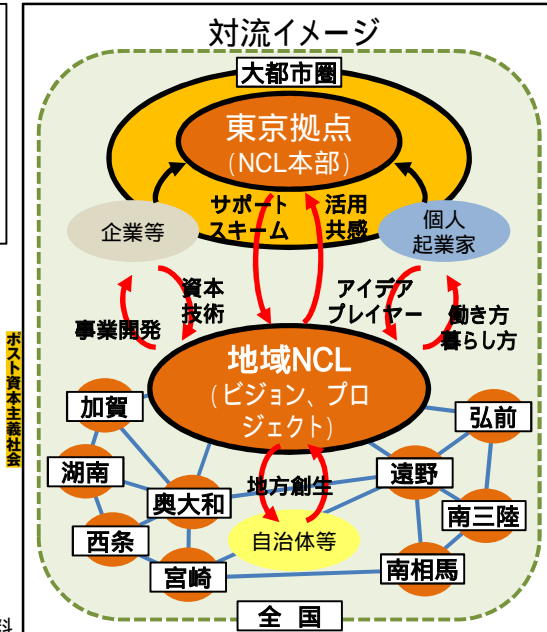 対流イメージ
大都市圏
東京拠点
(NCL本部)
サポート
スキーム
活用
共感
企業等
個人
起業家
資本
技術
事業開発
アイデア
プレイヤー
働き方
暮らし方
ポスト資本主義社会
地域NCL
(ビジョン、プロ
ジェクト)
加賀
弘前
湖南
奥大和
地方創生
遠野
南三陸
西条
自治体等
宮崎
南相馬
全国
料